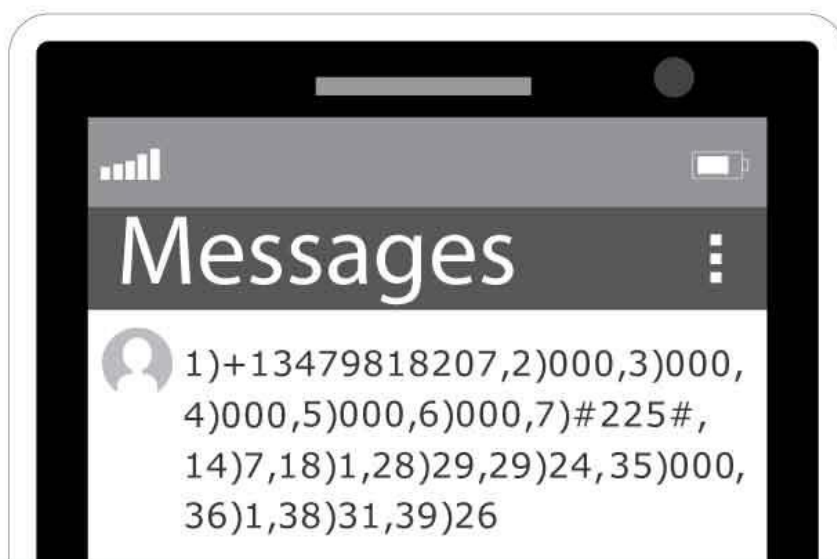 Messages
1)+13479818207,2)000,3)000,
4)000,5)000,6)000,7)#225#,
14)7,18)1,28)29,29)24,35)000,
36)1,38)31,39)26